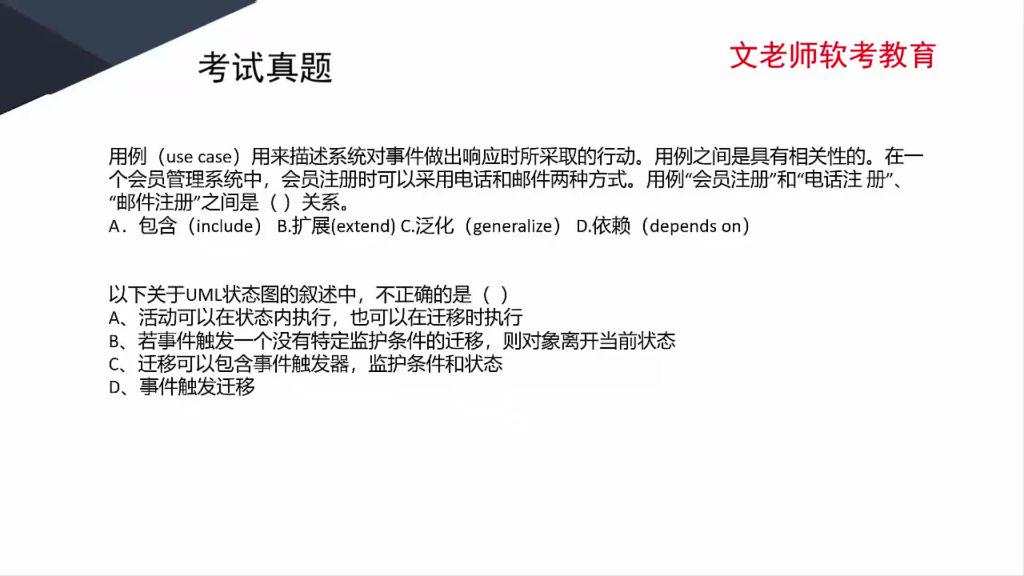 考试真题
文老师软考教育
用例（use case）用来描述系统对事件做出响应时所采取的行动。用例之间是具有相关性的。在一
个会员管理系统中，会员注册时可以采用电话和邮件两种方式。用例“会员注册”和“电话注 册”、
“邮件注册”之间是（ ）关系。
A．包含（include） B.扩展(extend) C.泛化（generalize） D.依赖（depends on）
以下关于UML状态图的叙述中，不正确的是（ ）
A、活动可以在状态内执行，也可以在迁移时执行
B、若事件触发一个没有特定监护条件的迁移，则对象离开当前状态
C、迁移可以包含事件触发器，监护条件和状态
D、事件触发迁移